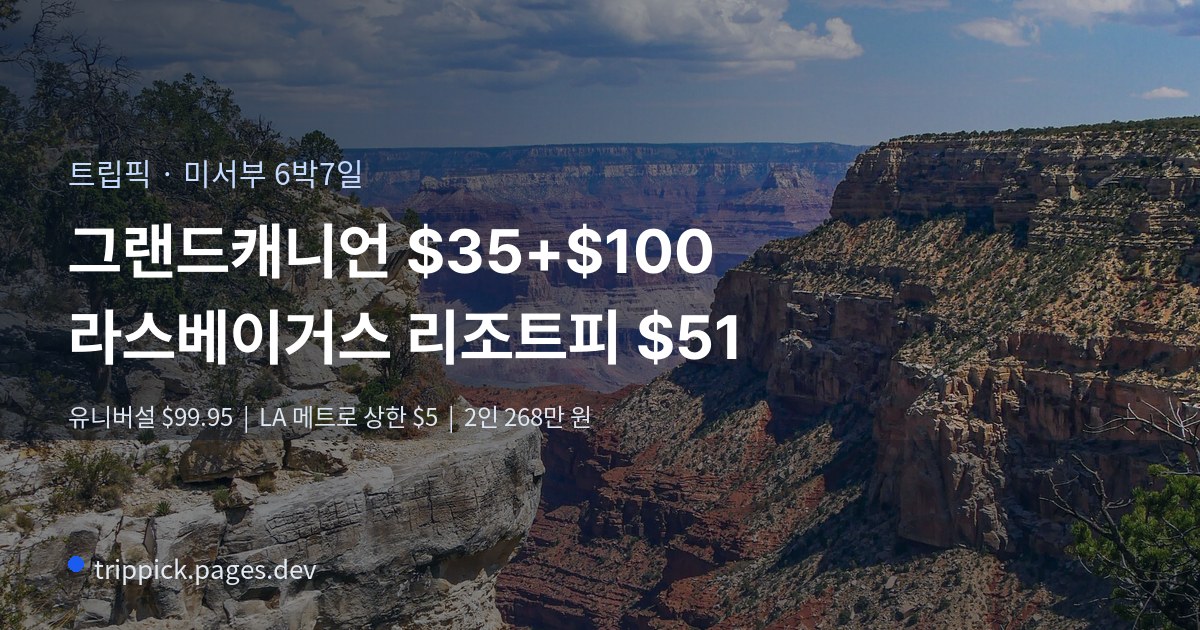 트립픽 · 미서부 6박7일
그랜드캐니언 $35+$100
라스베이거스 리조트피 $51
유니버설 $99.95 | LA 메트로 상한 $5 | 2인 268만 원
trippick.pages.dev